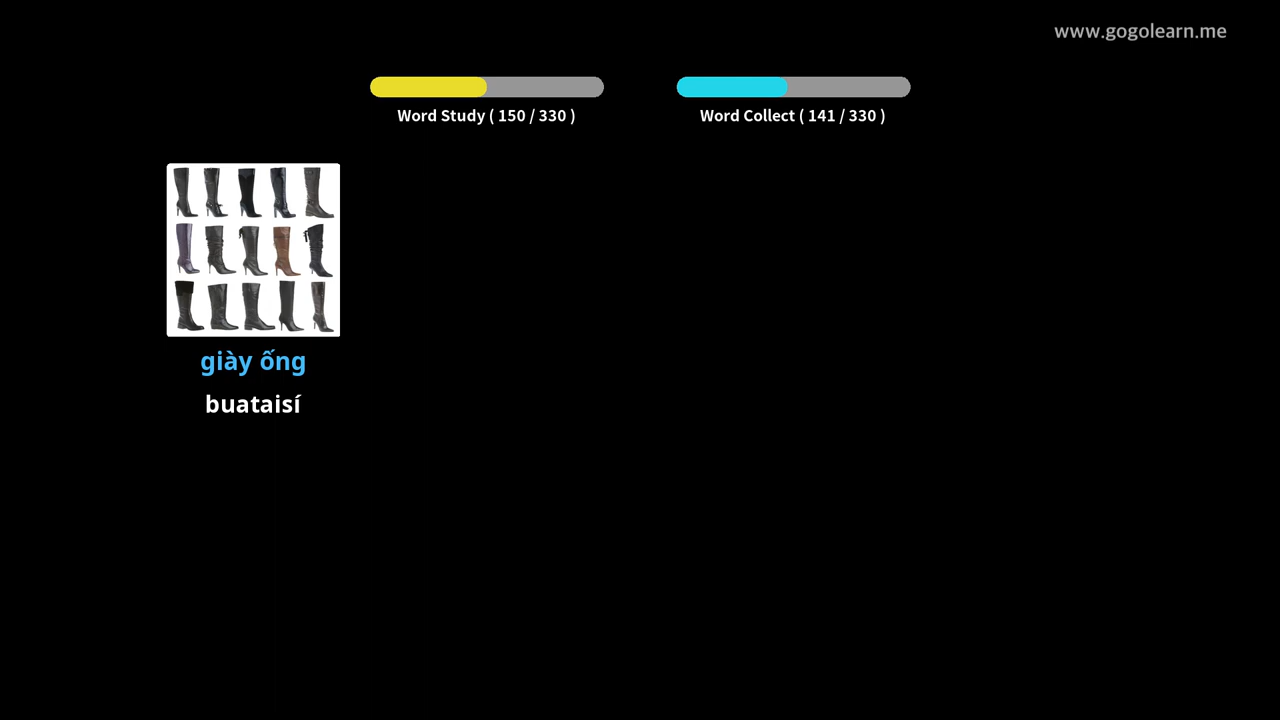 www.gogolearn.me
Word Study ( 150 / 330 )
Word Collect ( 141 / 330 )
giày ống
buataisí